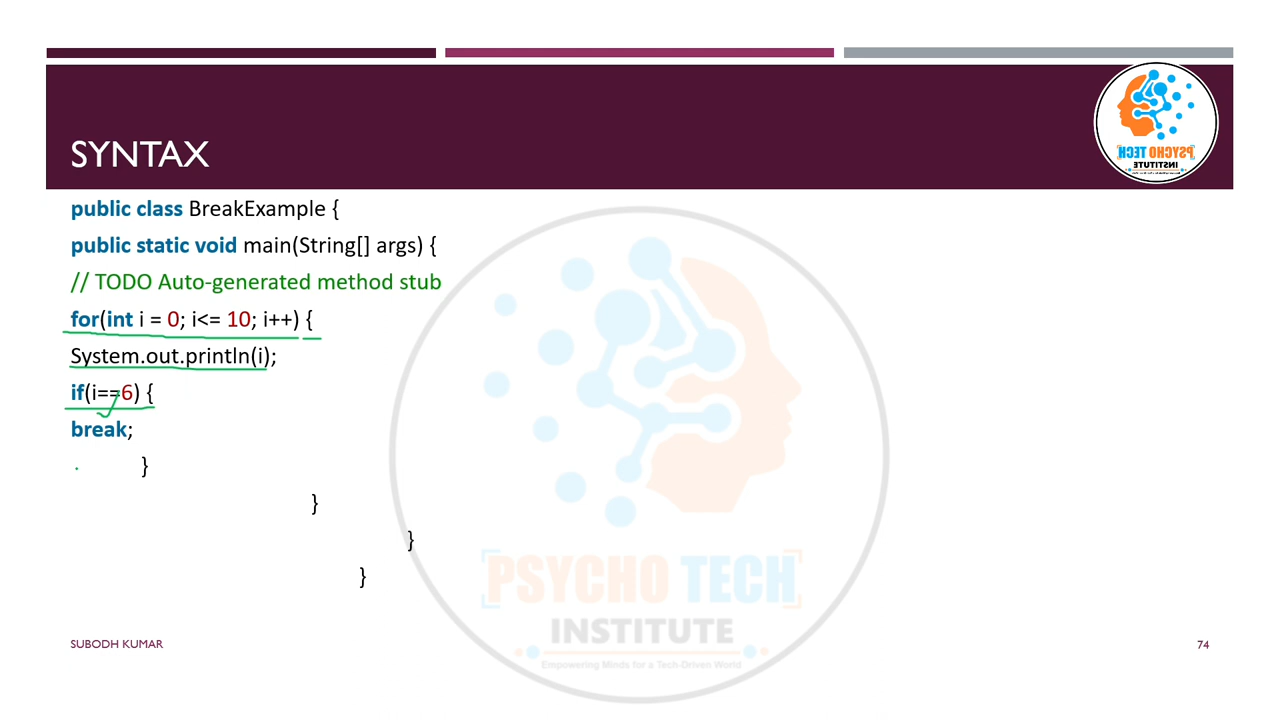 SYNTAX
PSYCHO TECH
INSTITUTE
public class BreakExample {
public static void main(String[] args) {
// TODO Auto-generated method stub
for(int i = 0; i<= 10; i++) {
System.out.println(i);
if(i==6) {
break;
}
}
}
}
PSYCHO TECH
INSTITUTE
Empowering Minds for a Tech-Driven World
SUBODH KUMAR
74